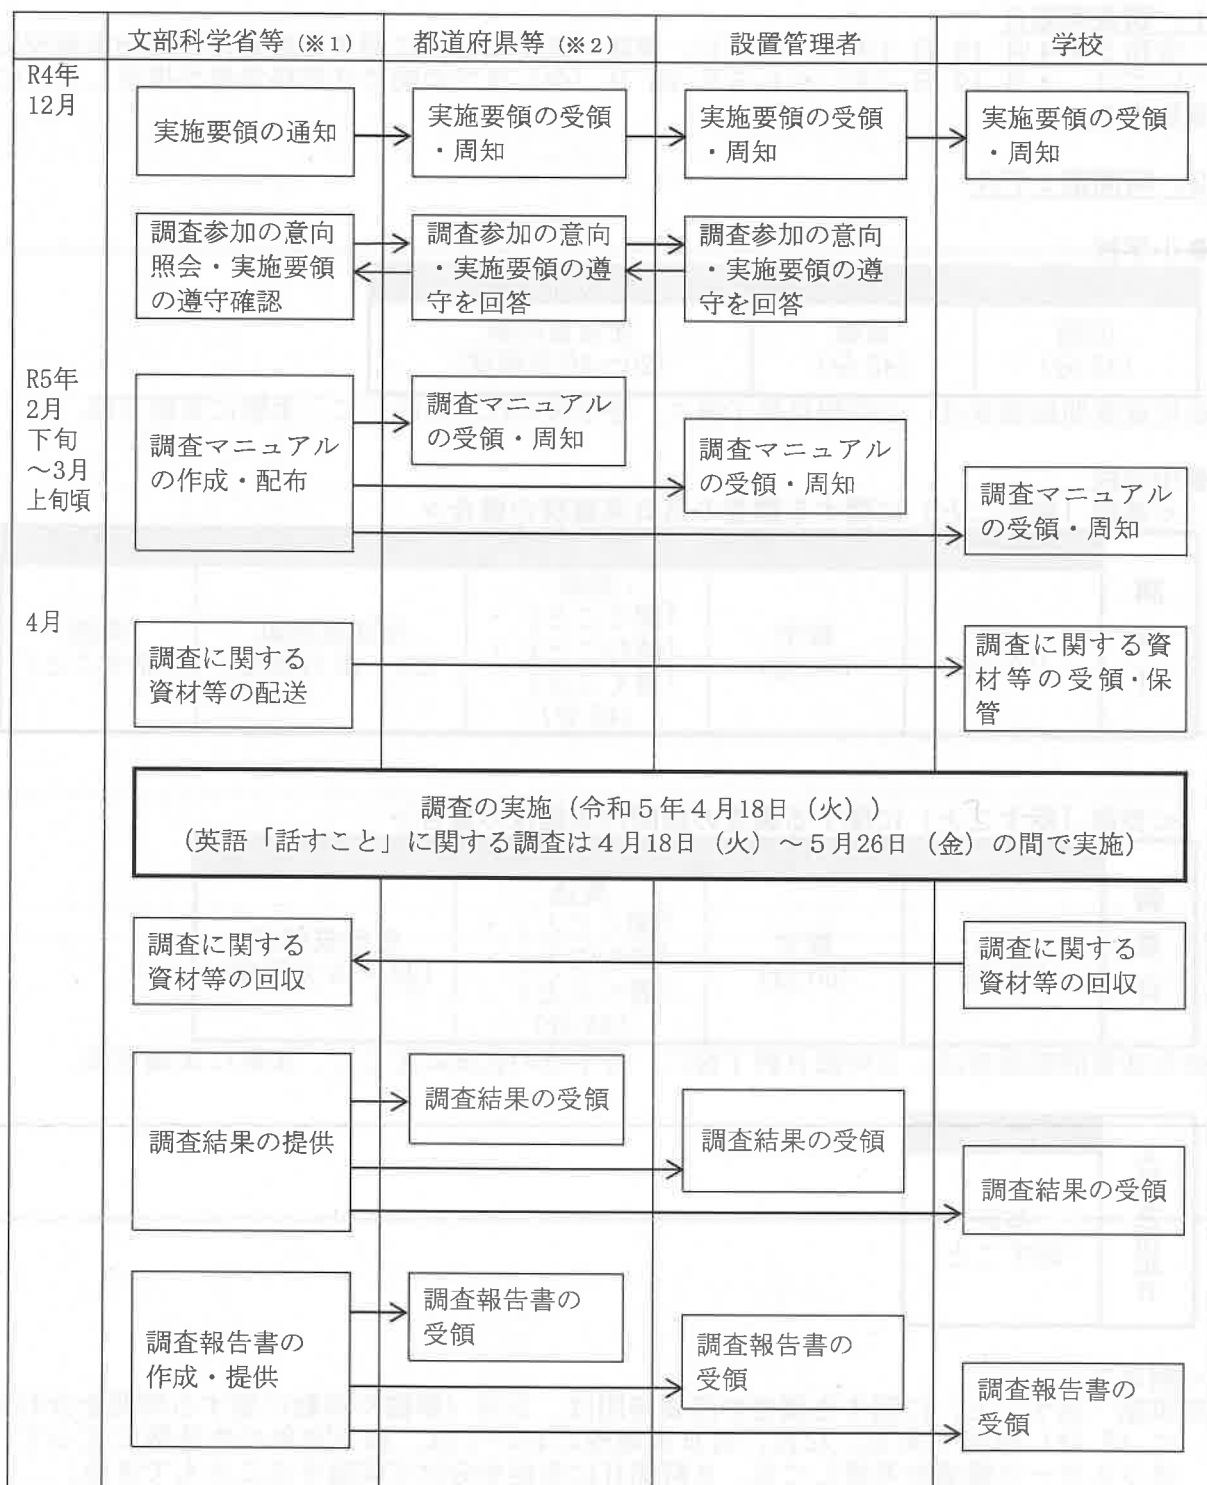 文部科学省等（※１）
都道府県等（※２）
設置管理者
学校
R4年
12月
実施要領の通知
実施要領の受領
・周知
実施要領の受領
・周知
実施要領の受領
・周知
調査参加の意向
照会・実施要領
の遵守確認
調査参加の意向
・実施要領の遵
守を回答
調査参加の意向
・実施要領の遵
守を回答
R5年
2月
下旬
～3月
上旬頃
調査マニュアル
の作成・配布
調査マニュアル
の受領・周知
調査マニュアル
の受領・周知
調査マニュアル
の受領・周知
4月
調査に関する
資材等の配送
調査に関する資
材等の受領・保
管
調査の実施（令和５年４月18日（火））
（英語「話すこと」に関する調査は４月18日（火）～５月26日（金）の間で実施）
調査に関する
資材等の回収
調査に関する
資材等の回収
調査結果の提供
調査結果の受領
調査結果の受領
調査結果の受領
調査報告書の
作成・提供
調査報告書の
受領
調査報告書の
受領
調査報告書の
受領